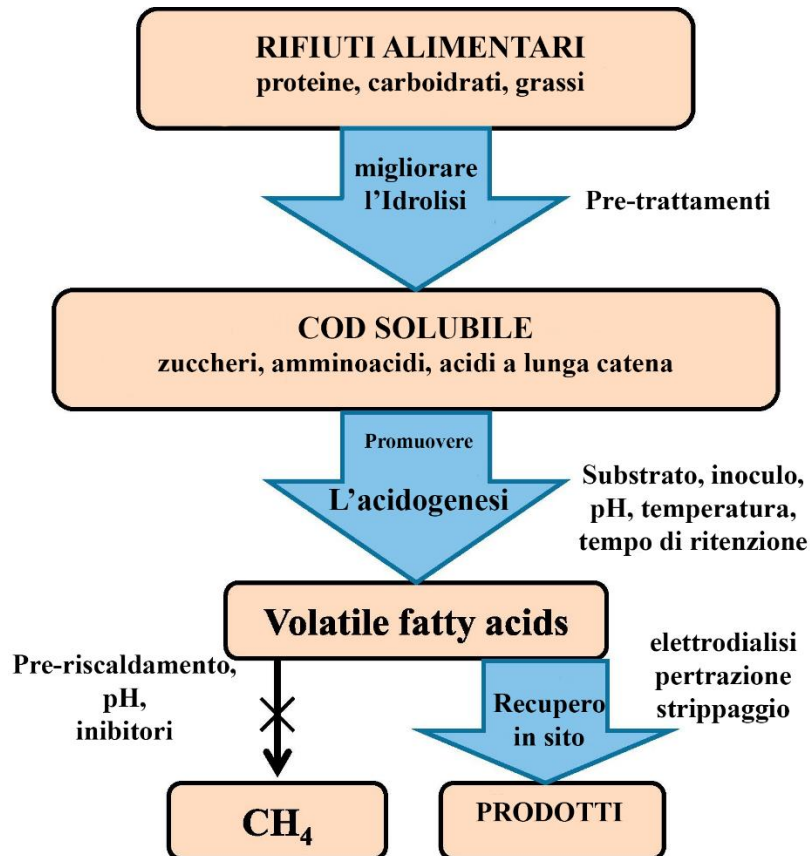 RIFIUTI ALIMENTARI
proteine, carboidrati, grassi
migliorare
l'Idrolisi
Pre-trattamenti
COD SOLUBILE
zuccheri, amminoacidi, acidi a lunga catena
Promuovere
L'acidogenesi
Substrato, inoculo,
pH, temperatura,
tempo di ritenzione
Volatile fatty acids
Pre-riscaldamento,
pH,
inibitori
Recupero
in sito
elettrodialisi
pertrazione
strippaggio
CH₄
PRODOTTI